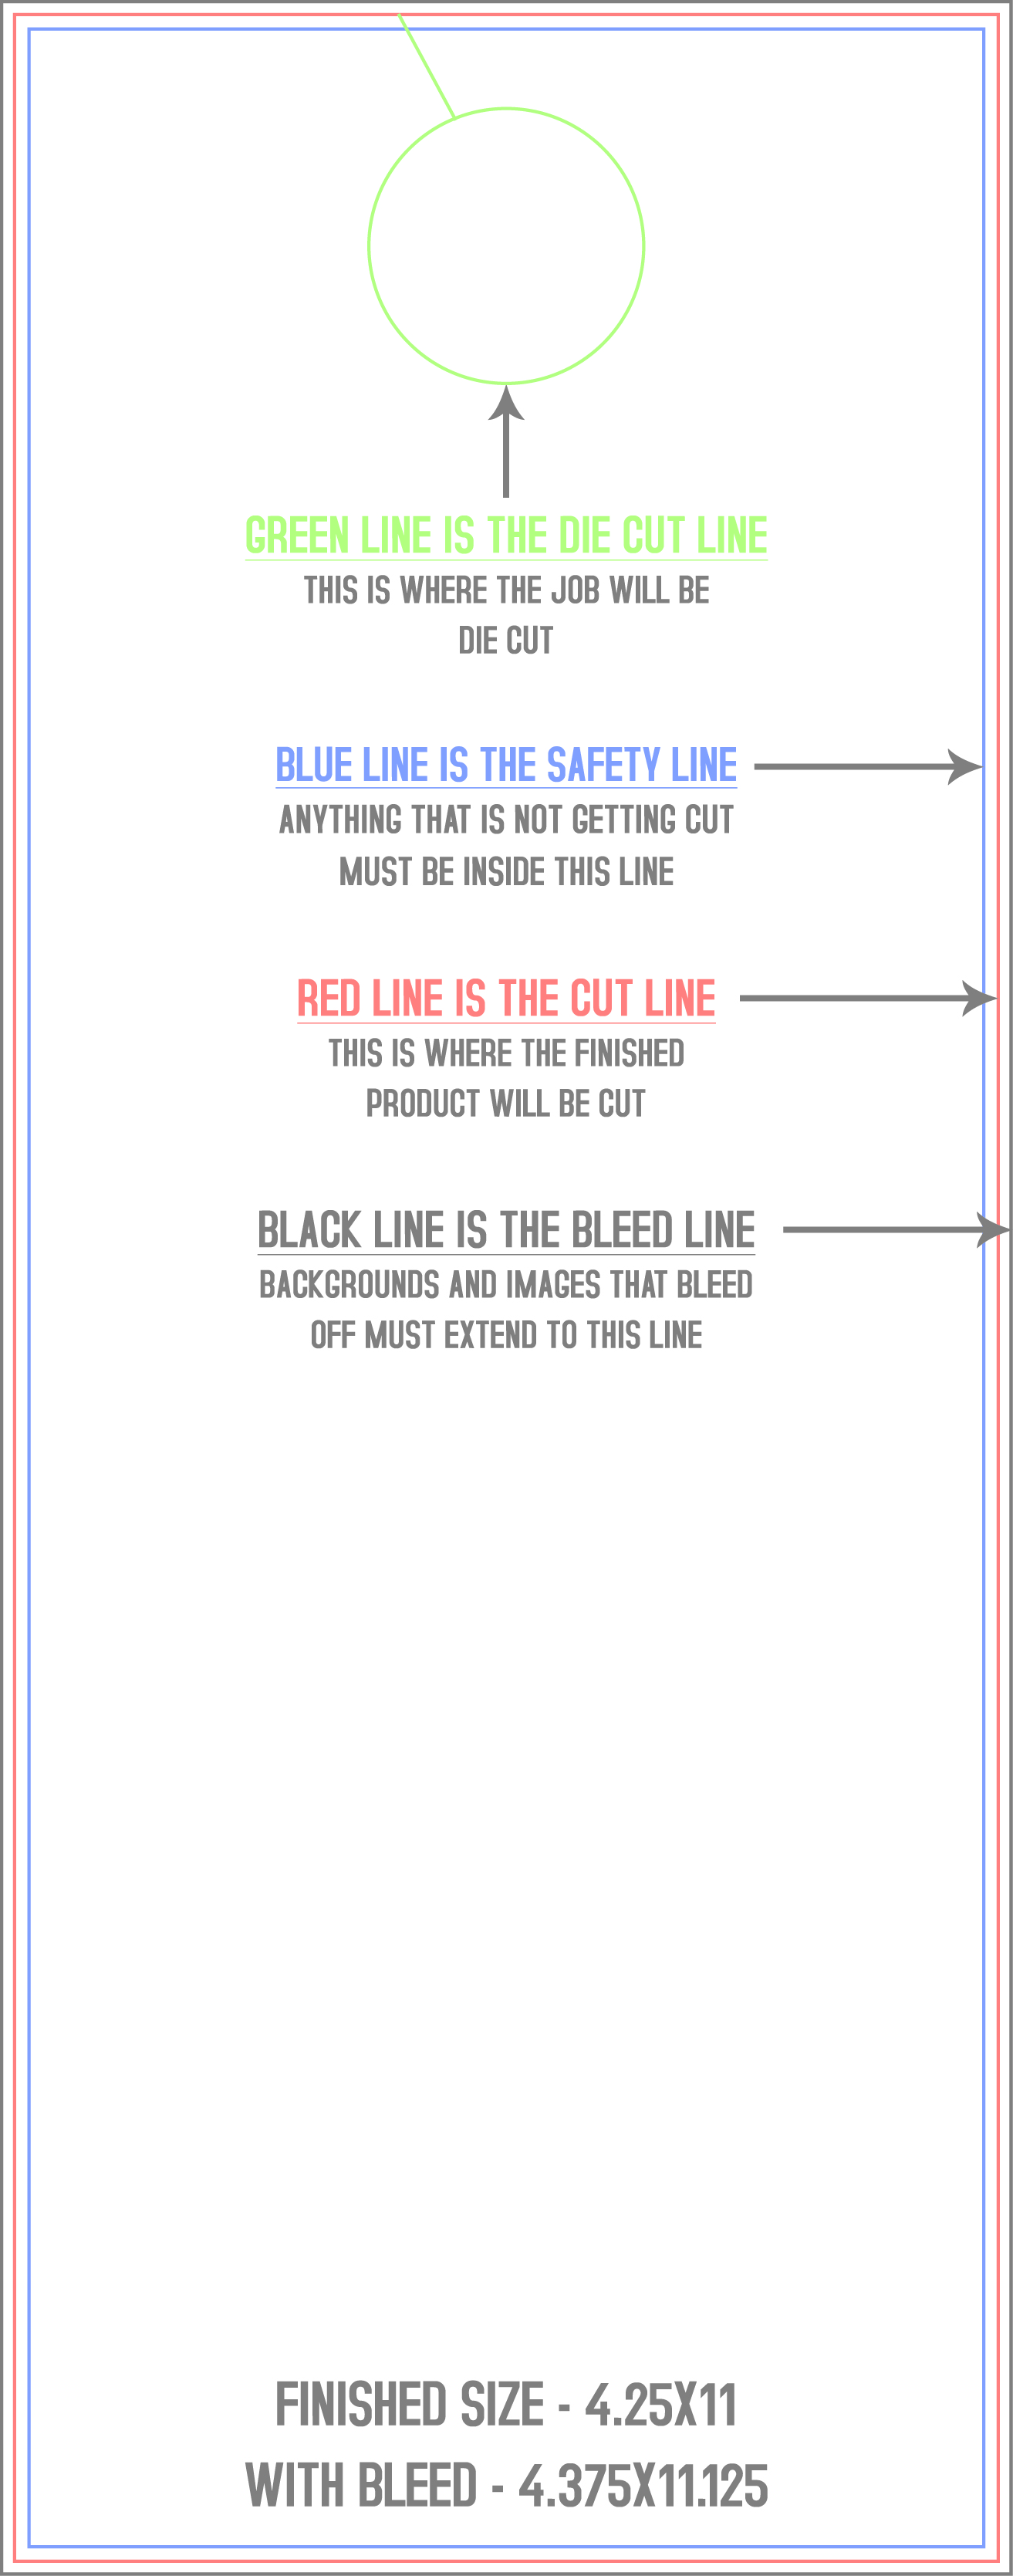 GREEN LINE IS THE DIE CUT LINE
THIS IS WHERE THE JOB WILL BE
DIE CUT
BLUE LINE IS THE SAFETY LINE
ANYTHING THAT IS NOT GETTING CUT
MUST BE INSIDE THIS LINE
RED LINE IS THE CUT LINE
THIS IS WHERE THE FINISHED
PRODUCT WILL BE CUT
BLACK LINE IS THE BLEED LINE
BACKGROUNDS AND IMAGES THAT BLEED
OFF MUST EXTEND TO THIS LINE
FINISHED SIZE - 4.25X11
WITH BLEED - 4.375X11.125